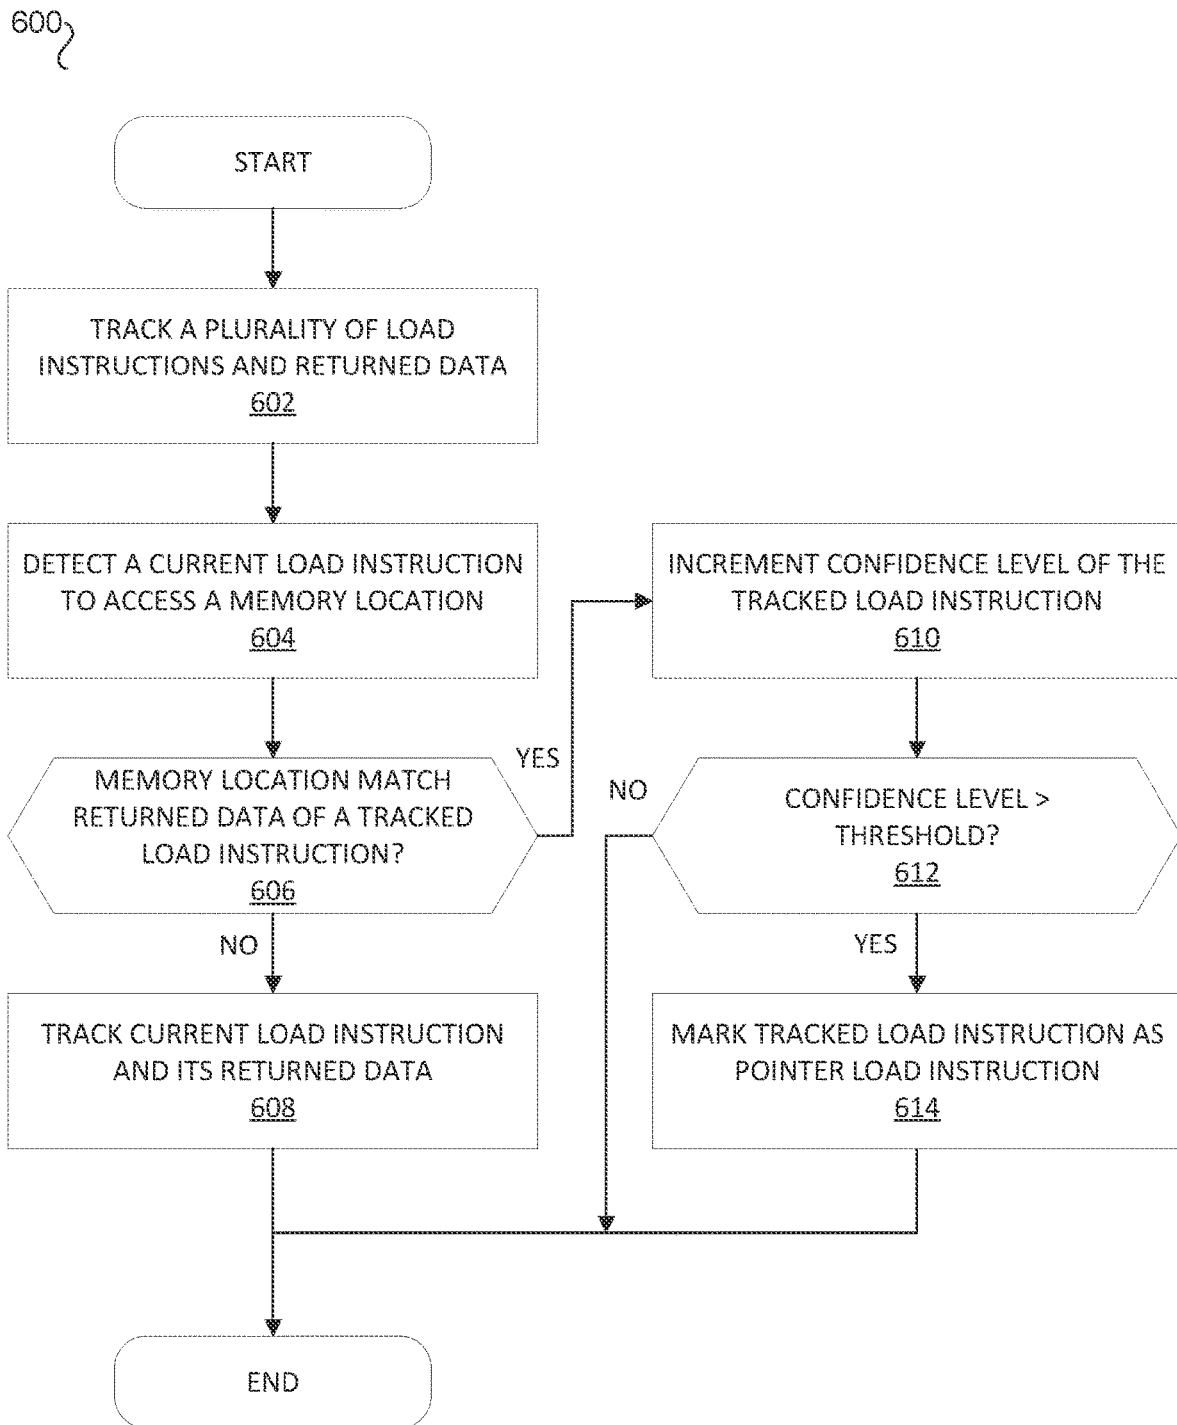 600
START
TRACK A PLURALITY OF LOAD
INSTRUCTIONS AND RETURNED DATA
602
DETECT A CURRENT LOAD INSTRUCTION
TO ACCESS A MEMORY LOCATION
604
MEMORY LOCATION MATCH
RETURNED DATA OF A TRACKED
LOAD INSTRUCTION?
606
YES
NO
TRACK CURRENT LOAD INSTRUCTION
AND ITS RETURNED DATA
608
INCREMENT CONFIDENCE LEVEL OF THE
TRACKED LOAD INSTRUCTION
610
CONFIDENCE LEVEL >
THRESHOLD?
612
NO
YES
MARK TRACKED LOAD INSTRUCTION AS
POINTER LOAD INSTRUCTION
614
END